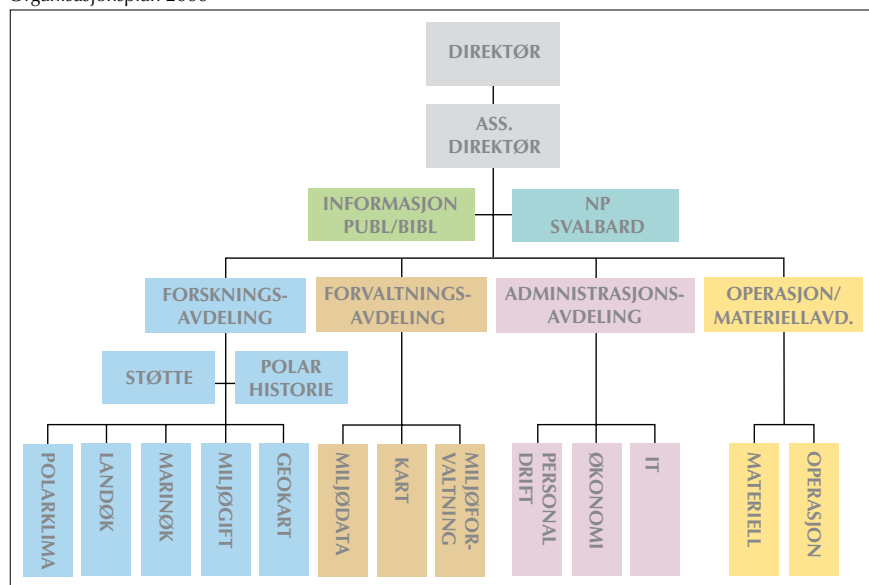 DIREKTØR
ASS.
DIREKTØR
INFORMASJON
PUBL/BIBL
NP
SVALBARD
FORSKNINGS-
AVDELING
FORVALTNINGS-
AVDELING
ADMINISTRASJONS-
AVDELING
OPERASJON/
MATERIELLAVD.
STØTTE
POLAR
HISTORIE
POLARKLIMA
LANDØK
MARINØK
MILJØGIFT
GEOKART
MILJØDATA
KART
MILJØFOR-
VALTNING
PERSONAL
DRIFT
ØKONOMI
IT
MATERIELL
OPERASJON